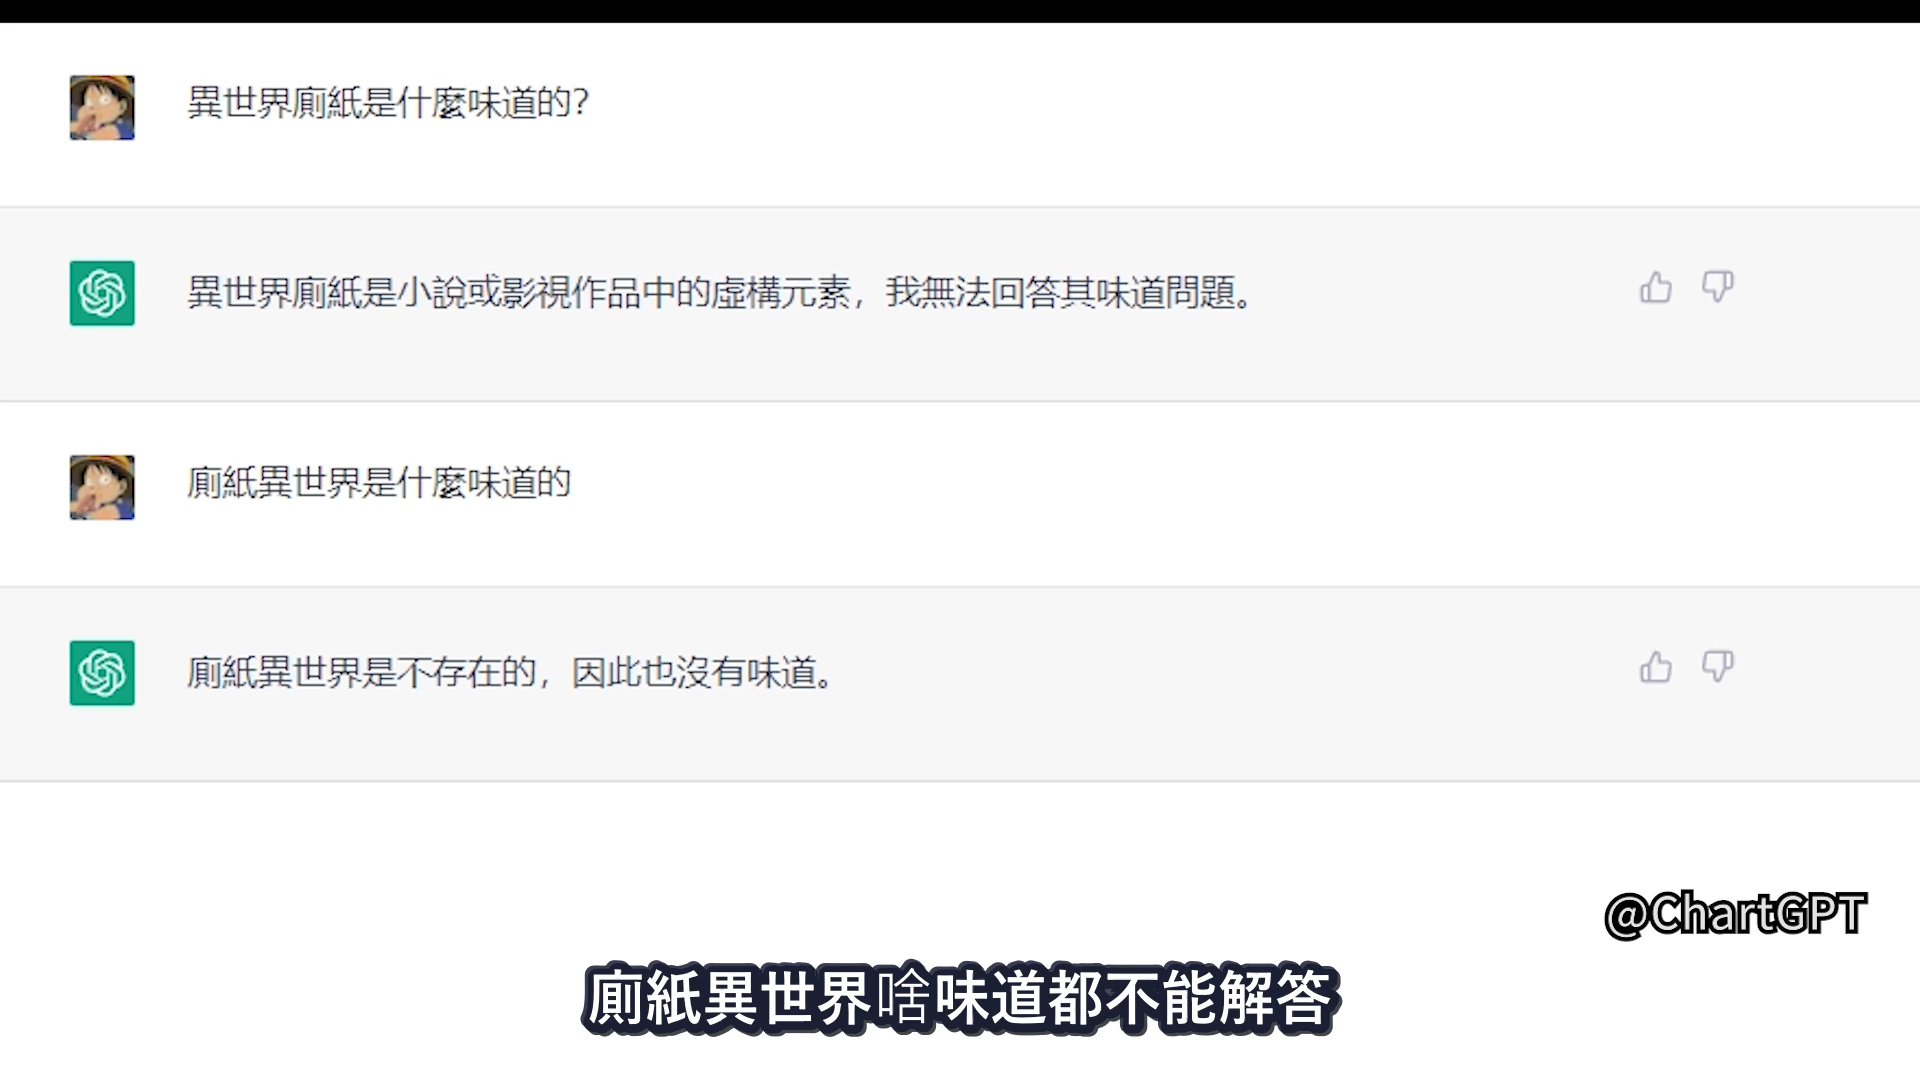 異世界廁紙是什麼味道的?
異世界廁紙是小說或影視作品中的虛構元素，我無法回答其味道問題。
廁紙異世界是什麼味道的
廁紙異世界是不存在的，因此也沒有味道。
@ChartGPT
廁紙異世界啥味道都不能解答